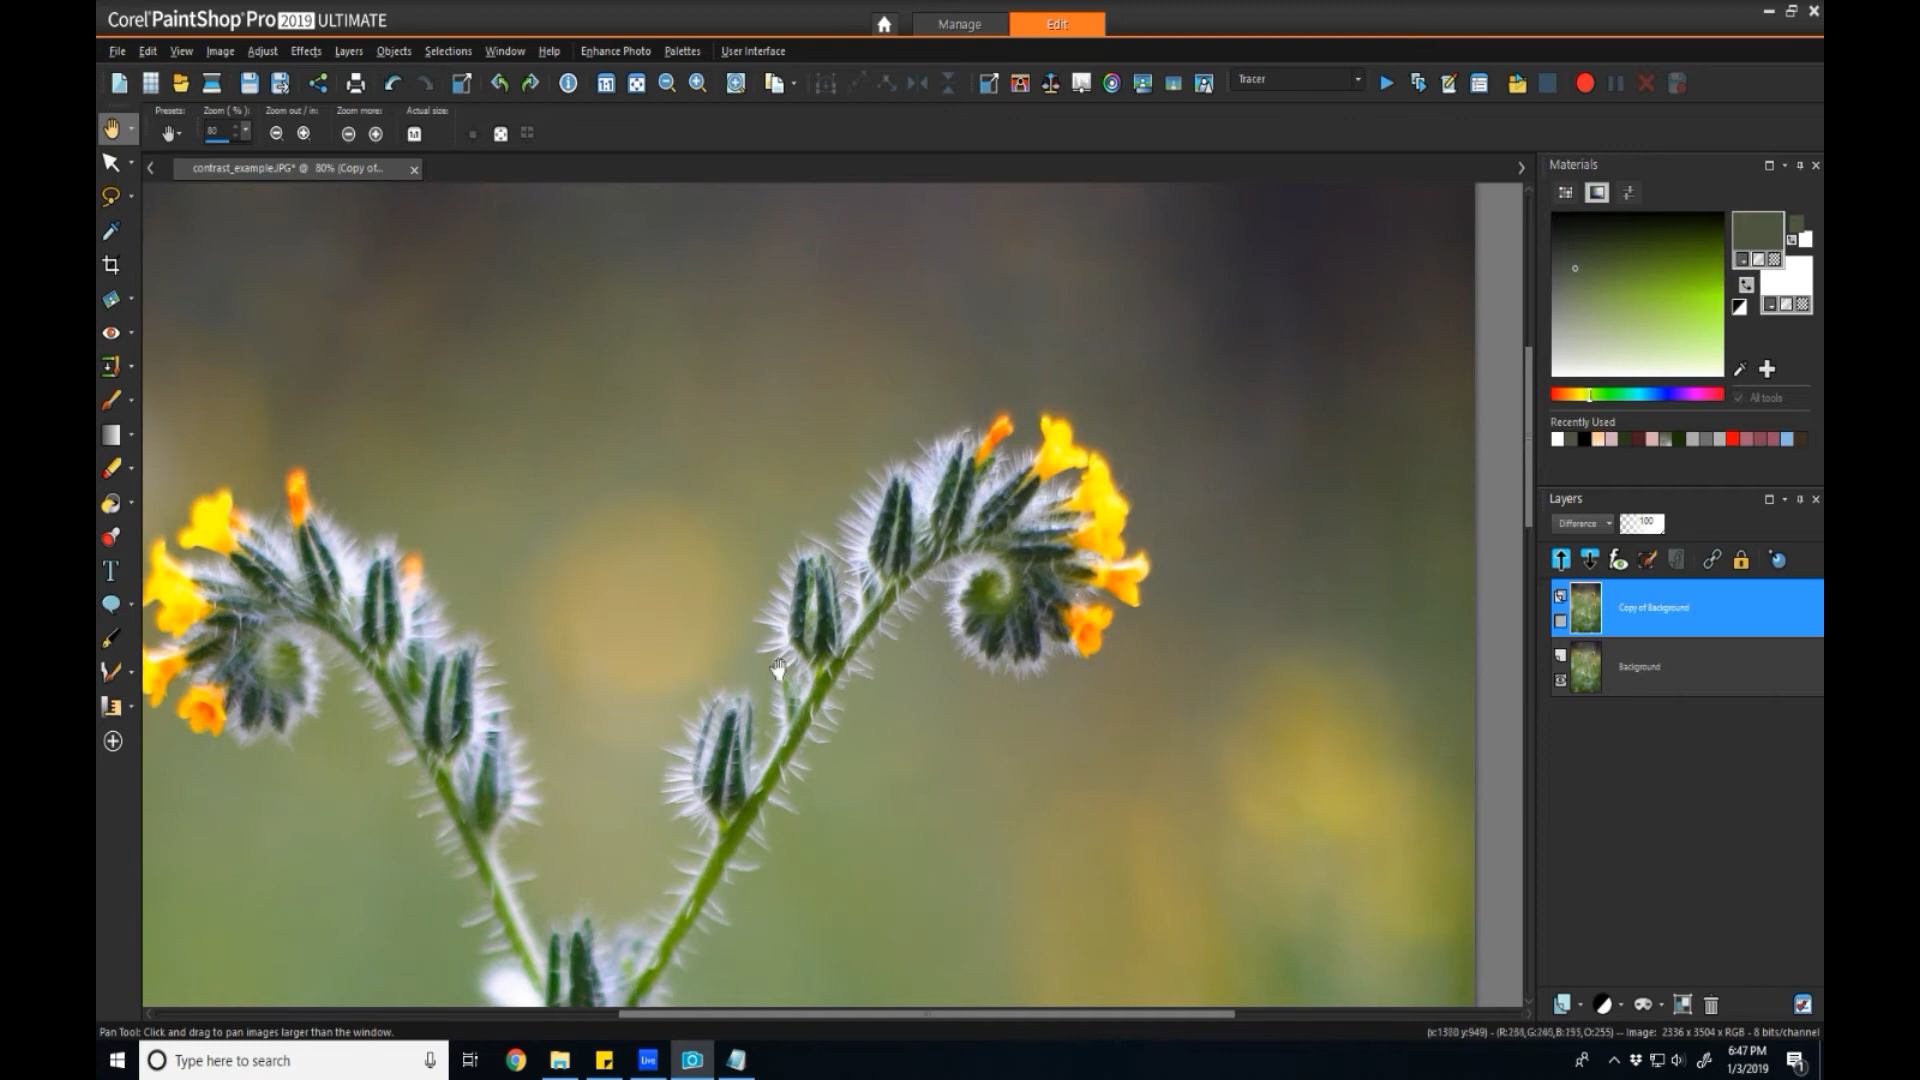 Corel PaintShop Pro 2019 ULTIMATE
Manage
Edit
File Edit View Image Adjust Effects Layers Objects Selections Window Help Enhance Photo Palettes User Interface
Tracer
Presets: Zoom ( % ): Zoom out / in: Zoom more: Actual size:
80
contrast_example.JPG* @ 80% (Copy of...
Materials
All tools
Recently Used
Layers
Difference
100
Copy of Background
Background
Pan Tool: Click and drag to pan images larger than the window.
Image: 2336 x 3504 x RGB - 8 bits/channel
Type here to search
Live
6:47 PM
1/3/2019